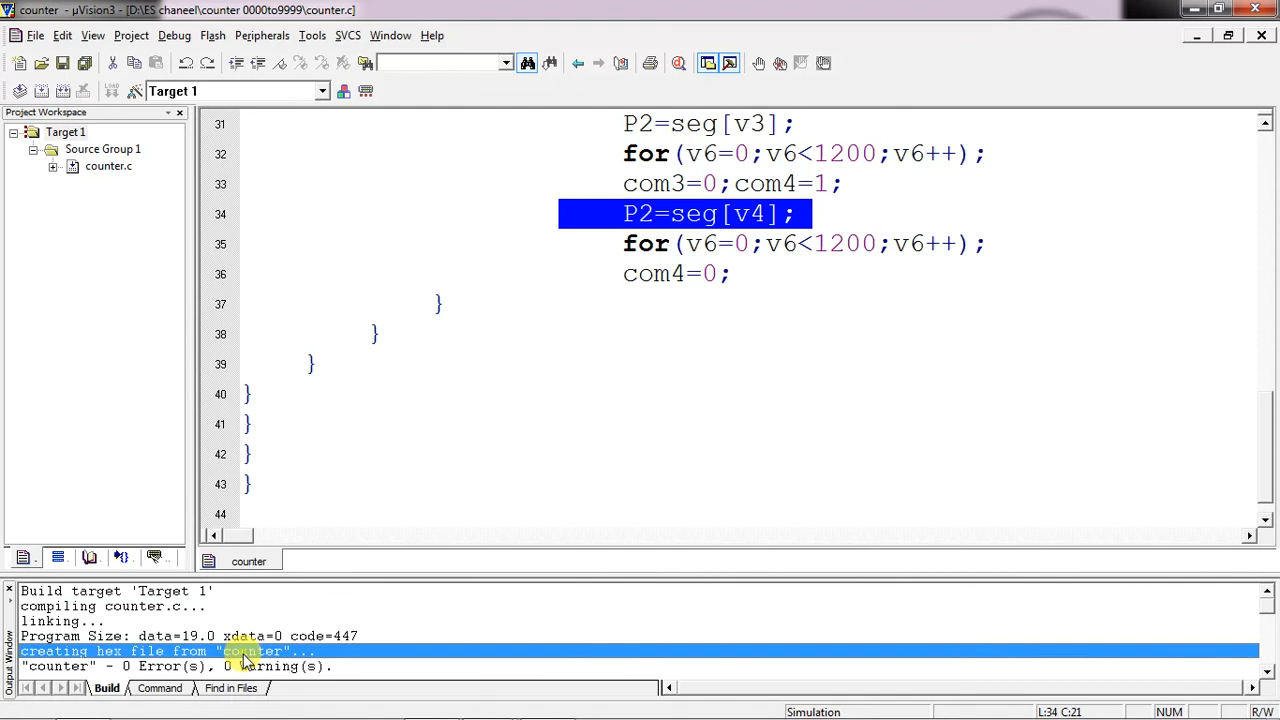 counter - µVision3 - [D:\ES chaneel\counter 0000to9999\counter.c]
File Edit View Project Debug Flash Peripherals Tools SVCS Window Help
Target 1
Project Workspace
Target 1
Source Group 1
counter.c
31 P2=seg[v3];
32 for(v6=0;v6<1200;v6++);
33 com3=0;com4=1;
34 P2=seg[v4];
35 for(v6=0;v6<1200;v6++);
36 com4=0;
37 }
38 }
39 }
40 }
41 }
42 }
43 }
44
counter
Output Window
Build target 'Target 1'
compiling counter.c...
linking...
Program Size: data=19.0 xdata=0 code=447
creating hex file from "counter"...
"counter" - 0 Error(s), 0 Warning(s).
Build Command Find in Files
Simulation L:34 C:21 NUM R/W